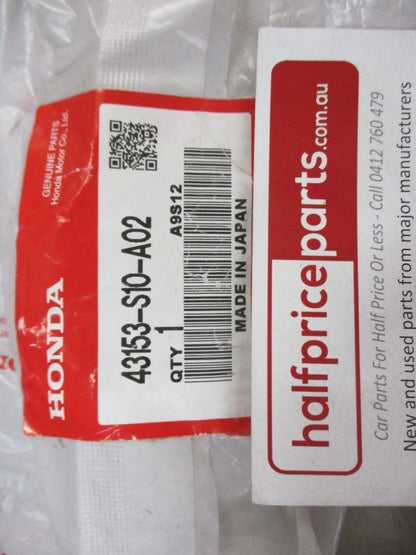 GENUINE PARTS
Honda Motor Co., Ltd.
HONDA
43153-S10-A02
QTY 1
A9S12
MADE IN JAPAN
halfpriceparts.com.au
Car Parts For Half Price Or Less - Call 0412 760 479
New and used parts from major manufacturers